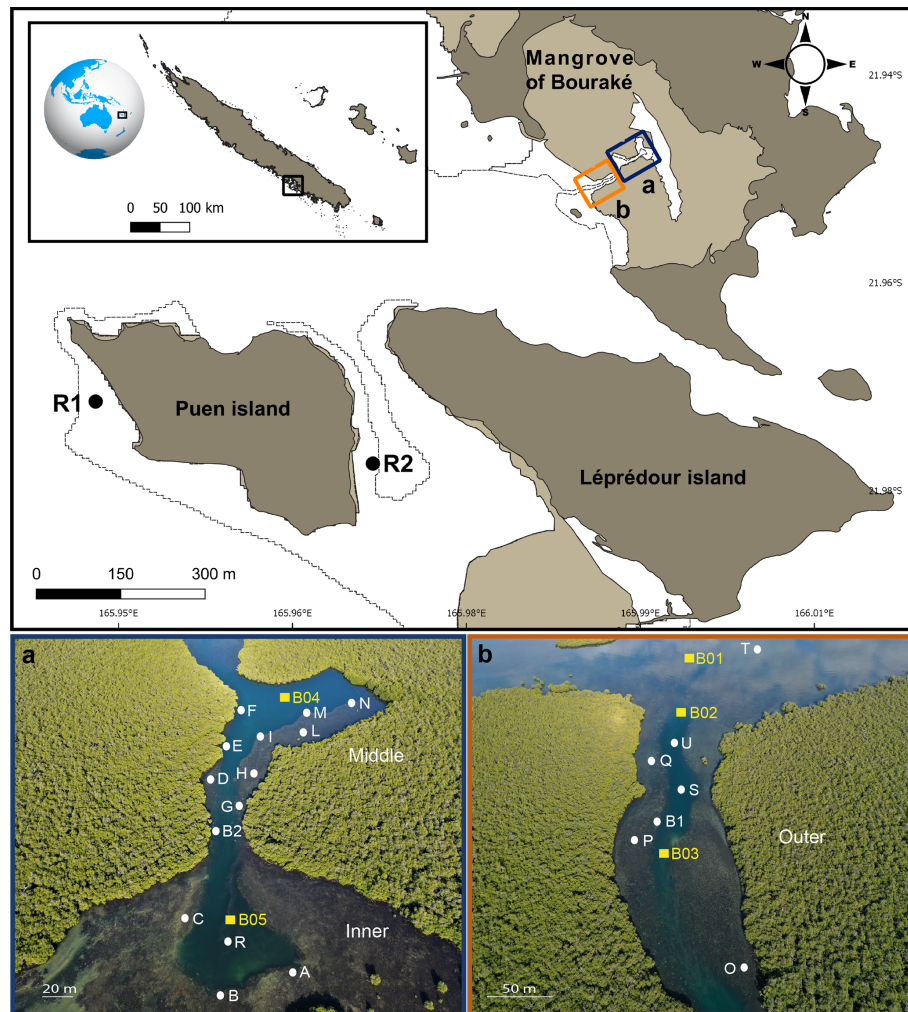 N
W
E
S
Mangrove
of Bouraké
21.94°S
a
b
0 50 100 km
21.96°S
R1
Puen island
R2
Léprédour island
21.98°S
0 150 300 m
165.95°E 165.96°E 165.98°E 165.99°E 166.01°E
a
B04
F
N
M
L
I
E
Middle
H
D
G
B2
C
B05
R
Inner
A
B
20 m
b
T
B01
B02
U
Q
S
B1
Outer
P
B03
O
50 m